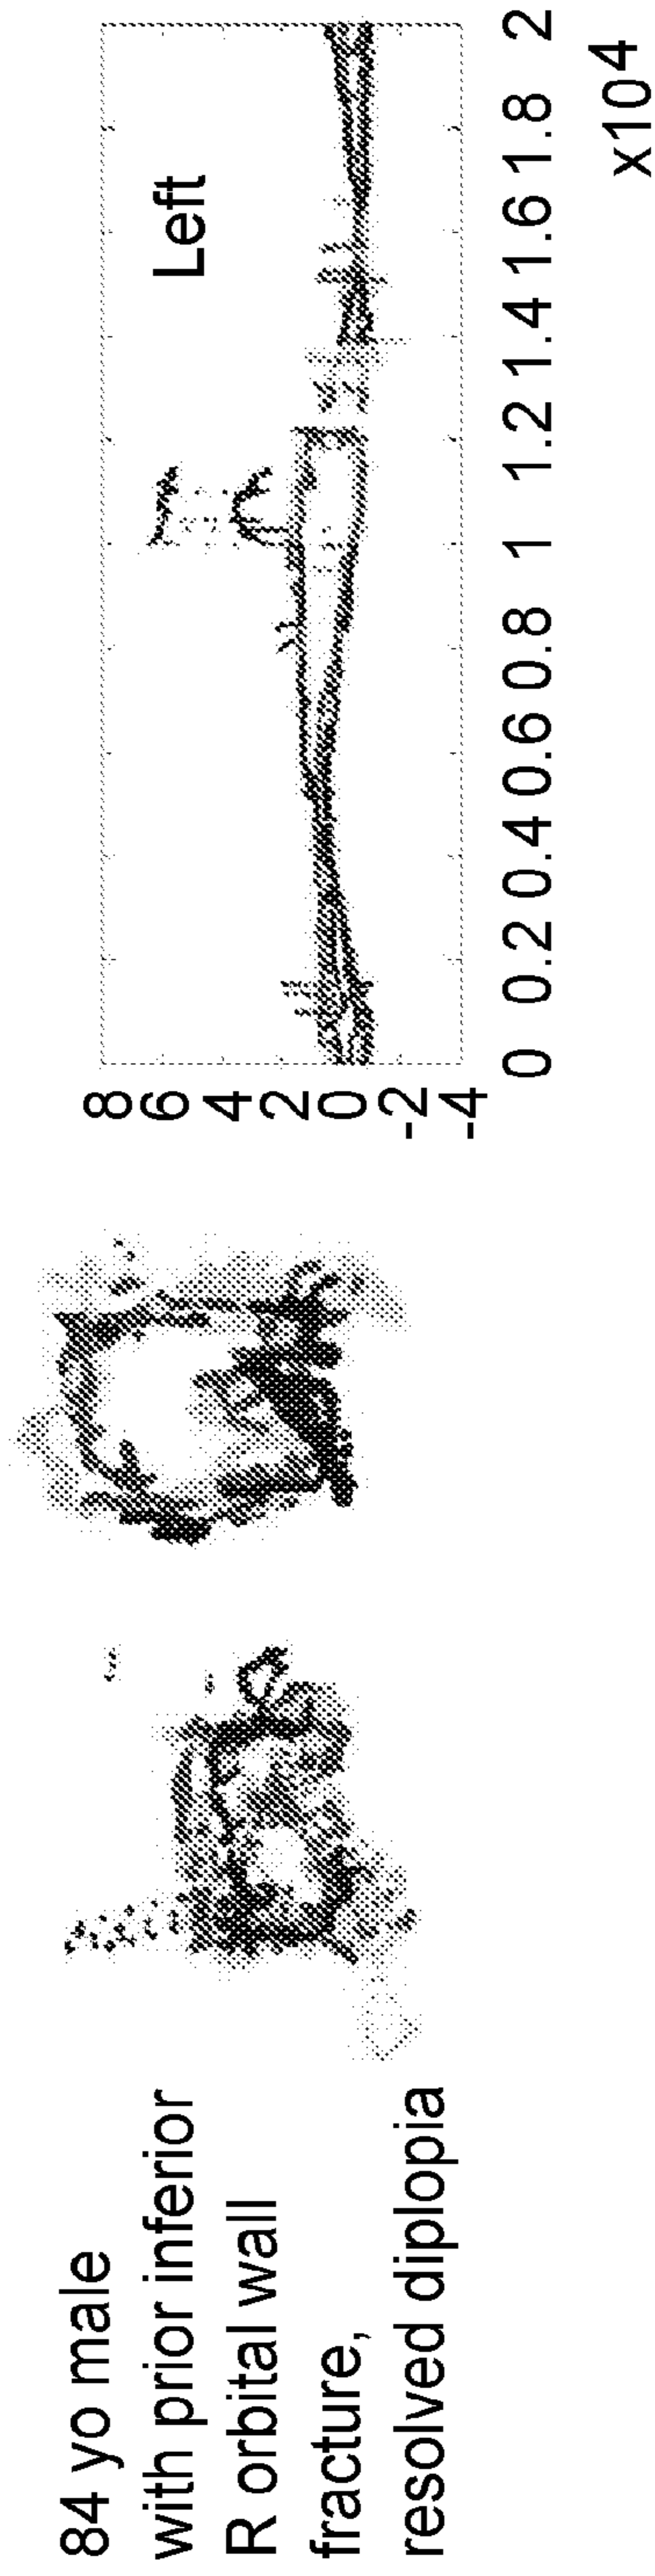 84 yo male
with prior inferior
R orbital wall
fracture,
resolved diplopia
8
6
4
2
0
-2
-4
Left
0 0.2 0.4 0.6 0.8 1 1.2 1.4 1.6 1.8 2
x104